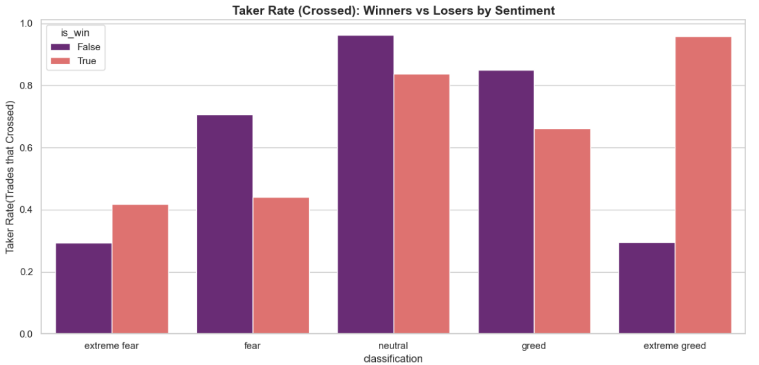 Taker Rate (Crossed): Winners vs Losers by Sentiment
Taker Rate(Trades that Crossed)
1.0
0.8
0.6
0.4
0.2
0.0
is_win
False
True
extreme fear
fear
neutral
greed
extreme greed
classification